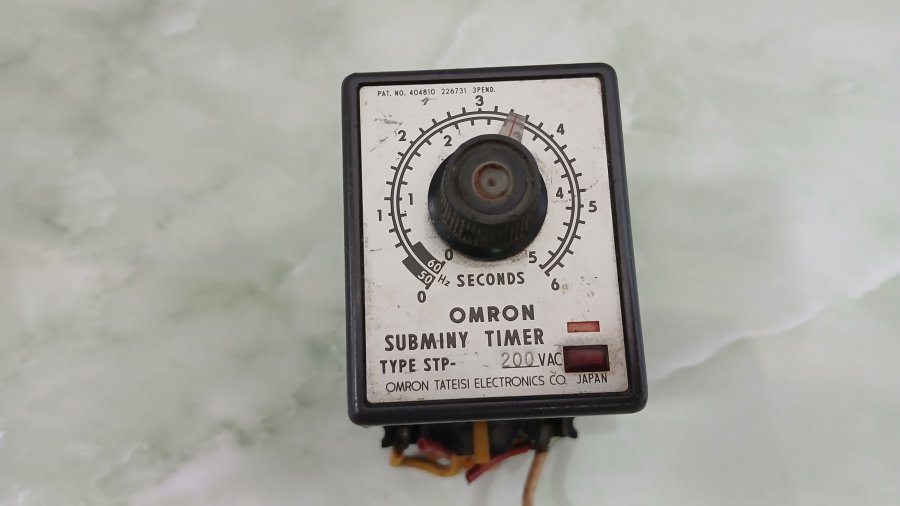 PAT. NO. 404810 226731 3PEND.
3
2 4
2
1 1 4 5
60 0 5
50 Hz SECONDS 6
0
OMRON
SUBMINY TIMER
TYPE STP- 200 VAC
OMRON TATEISI ELECTRONICS CO. JAPAN